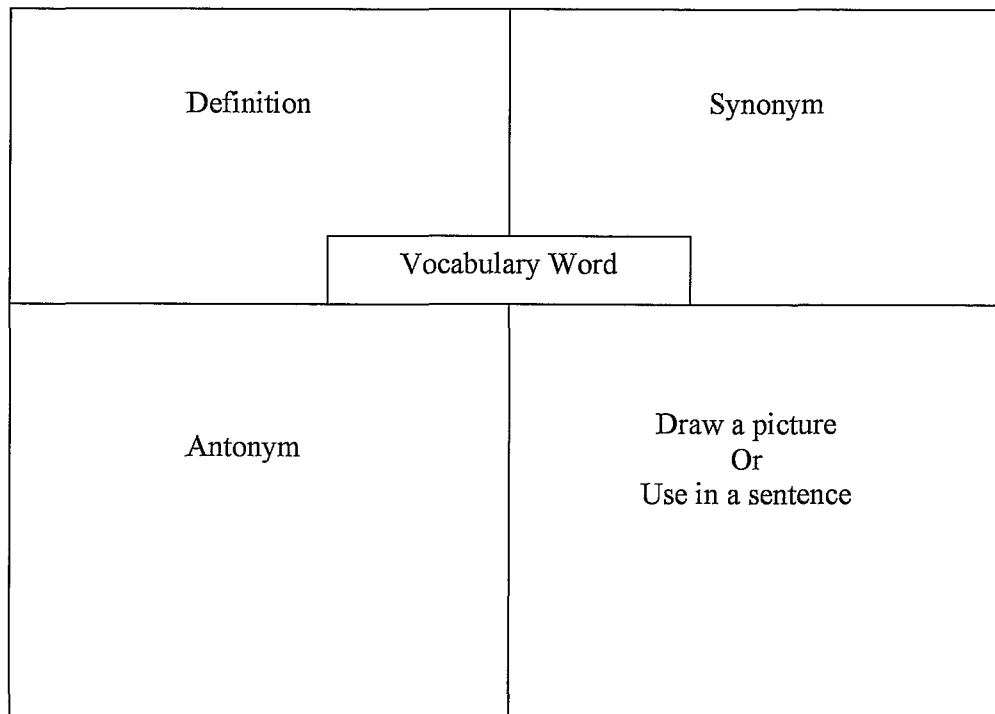 Definition
Synonym
Vocabulary Word
Antonym
Draw a picture
Or
Use in a sentence